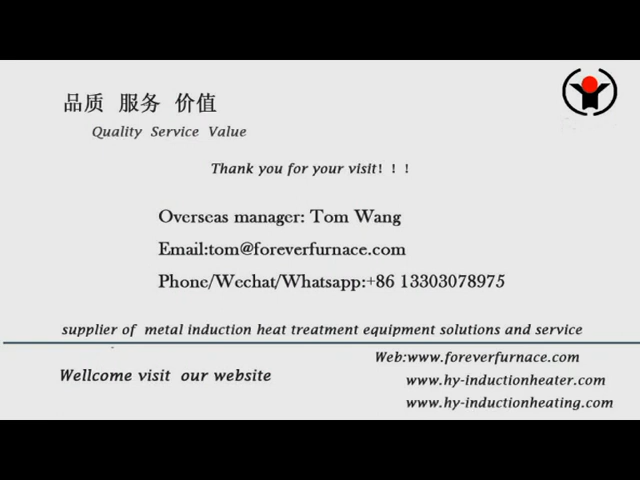 品质 服务 价值
Quality Service Value
Thank you for your visit！！！
Overseas manager: Tom Wang
Email:tom@foreverfurnace.com
Phone/Wechat/Whatsapp:+86 13303078975
supplier of metal induction heat treatment equipment solutions and service
Web:www.foreverfurnace.com
Wellcome visit our website
www.hy-inductionheater.com
www.hy-inductionheating.com